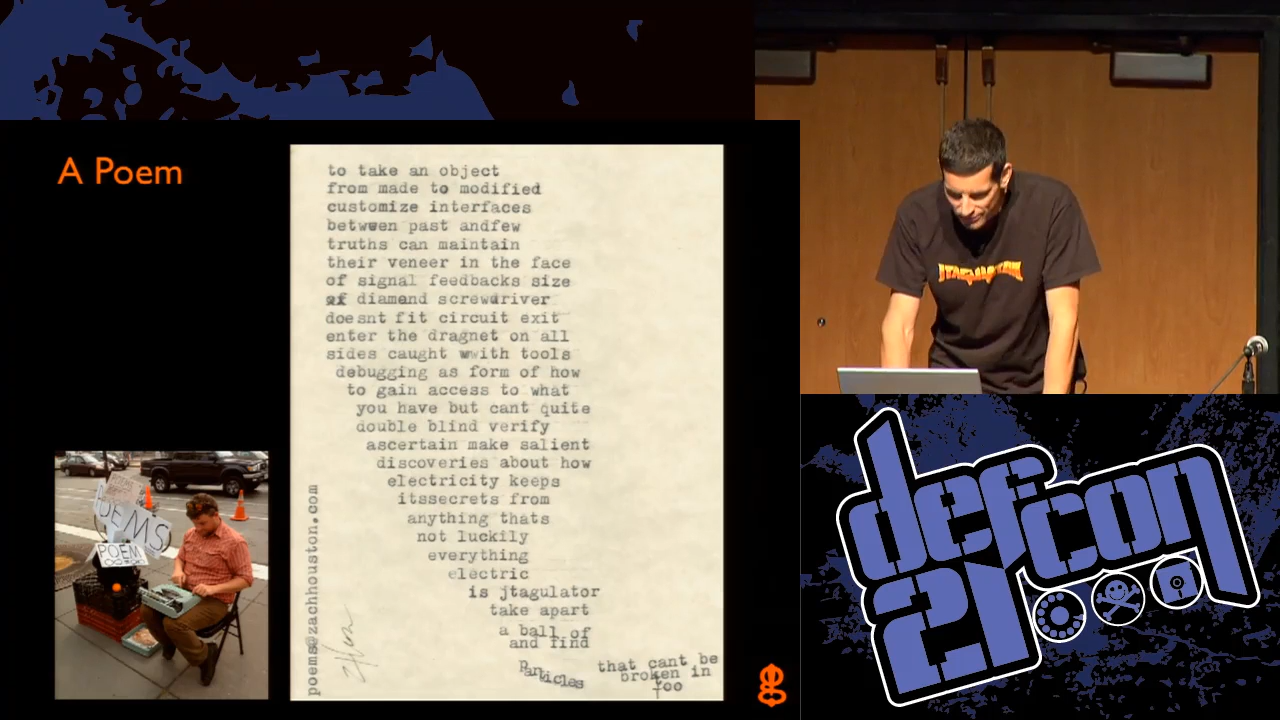 A Poem
to take an object
from made to modified
customize interfaces
between past andfew
truths can maintain
their veneer in the face
of signal feedbacks size
of diamond screwdriver
doesnt fit circuit exit
enter the dragnet on all
sides caught wwith tools
debugging as form of how
to gain access to what
you have but cant quite
double blind verify
ascertain make salient
discoveries about how
electricity keeps
itssecrets from
anything thats
not luckily
everything
electric
is jtagulator
take apart
a ball of
and find
particles
that cant be
broken in
too
poems@zachhouston.com
POEMS
POEM
JTAGULATOR
defcon
21